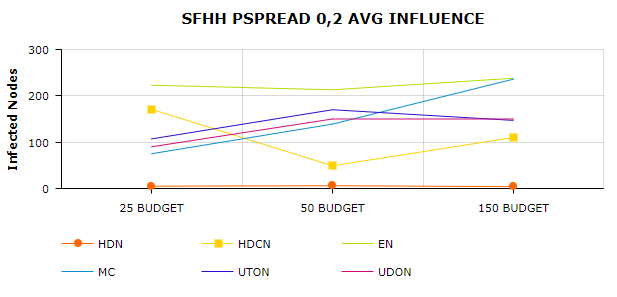 SFHH PSPREAD 0,2 AVG INFLUENCE
Infected Nodes
300
200
100
0
25 BUDGET 50 BUDGET 150 BUDGET
HDN HDCN EN
MC UTON UDON